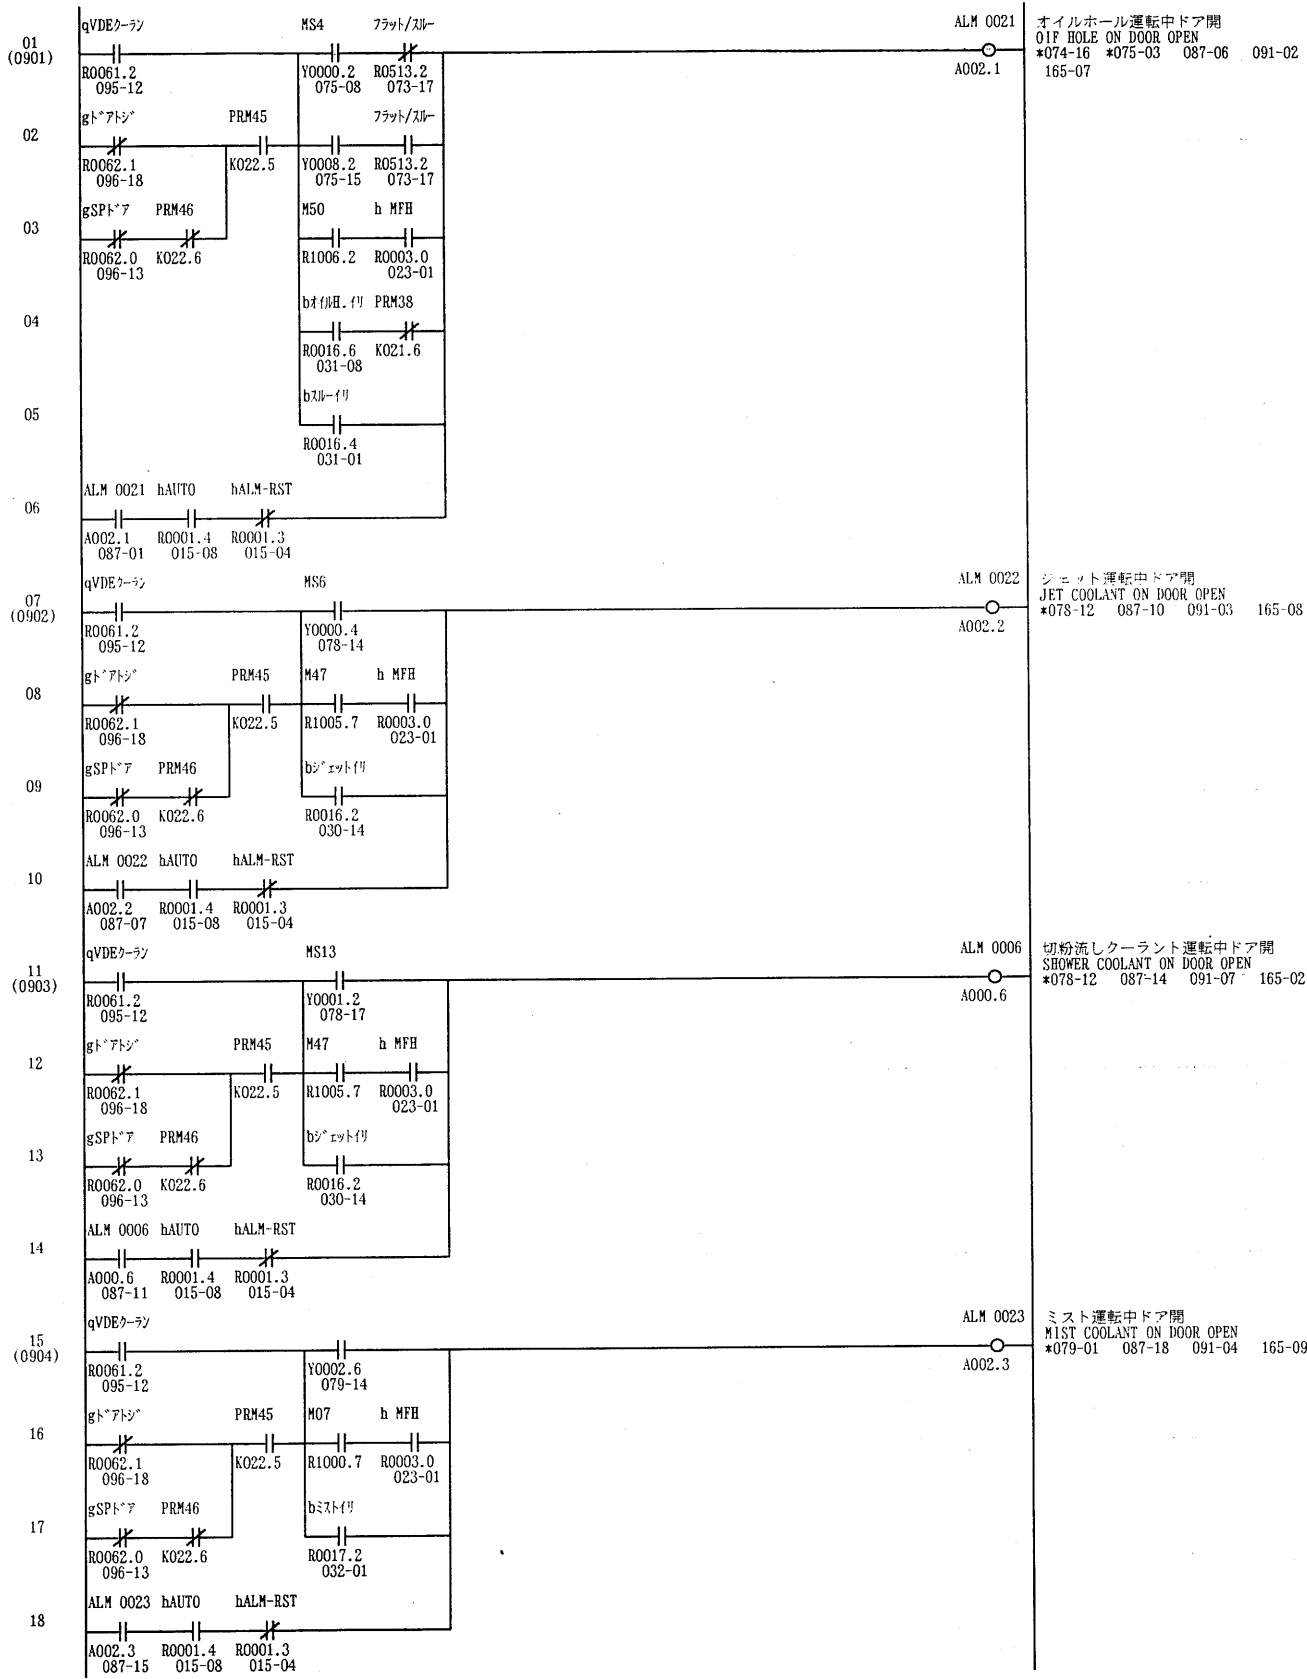 qVDEクーラン MS4 フラット/スルー ALM 0021 オイルホール運転中ドア開
01 OIF HOLE ON DOOR OPEN
(0901) *074-16 *075-03 087-06 091-02
R0061.2 Y0000.2 R0513.2 A002.1 165-07
095-12 075-08 073-17
gドアトジ PRM45 フラット/スルー
02
R0062.1 K022.5 Y0008.2 R0513.2
096-18 075-15 073-17
gSPドア PRM46 M50 h MFH
03
R0062.0 K022.6 R1006.2 R0003.0
096-13 023-01
bオイルH.イリ PRM38
04
R0016.6 K021.6
031-08
bスルーイリ
05
R0016.4
031-01
ALM 0021 hAUTO hALM-RST
06
A002.1 R0001.4 R0001.3
087-01 015-08 015-04
qVDEクーラン MS6 ALM 0022 ジェット運転中ドア開
07 JET COOLANT ON DOOR OPEN
(0902) *078-12 087-10 091-03 165-08
R0061.2 Y0000.4 A002.2
095-12 078-14
gドアトジ PRM45 M47 h MFH
08
R0062.1 K022.5 R1005.7 R0003.0
096-18 023-01
gSPドア PRM46 bジェットイリ
09
R0062.0 K022.6 R0016.2
096-13 030-14
ALM 0022 hAUTO hALM-RST
10
A002.2 R0001.4 R0001.3
087-07 015-08 015-04
qVDEクーラン MS13 ALM 0006 切粉流しクーラント運転中ドア開
11 SHOWER COOLANT ON DOOR OPEN
(0903) *078-12 087-14 091-07 165-02
R0061.2 Y0001.2 A000.6
095-12 078-17
gドアトジ PRM45 M47 h MFH
12
R0062.1 K022.5 R1005.7 R0003.0
096-18 023-01
gSPドア PRM46 bジェットイリ
13
R0062.0 K022.6 R0016.2
096-13 030-14
ALM 0006 hAUTO hALM-RST
14
A000.6 R0001.4 R0001.3
087-11 015-08 015-04
qVDEクーラン ALM 0023 ミスト運転中ドア開
15 MIST COOLANT ON DOOR OPEN
(0904) *079-01 087-18 091-04 165-09
R0061.2 Y0002.6 A002.3
095-12 079-14
gドアトジ PRM45 M07 h MFH
16
R0062.1 K022.5 R1000.7 R0003.0
096-18 023-01
gSPドア PRM46 bミストイリ
17
R0062.0 K022.6 R0017.2
096-13 032-01
ALM 0023 hAUTO hALM-RST
18
A002.3 R0001.4 R0001.3
087-15 015-08 015-04